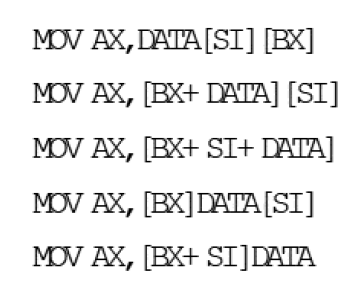 MOV AX,DATA[SI][BX]
MOV AX,[BX+ DATA][SI]
MOV AX,[BX+ SI+ DATA]
MOV AX,[BX]DATA[SI]
MOV AX,[BX+ SI]DATA